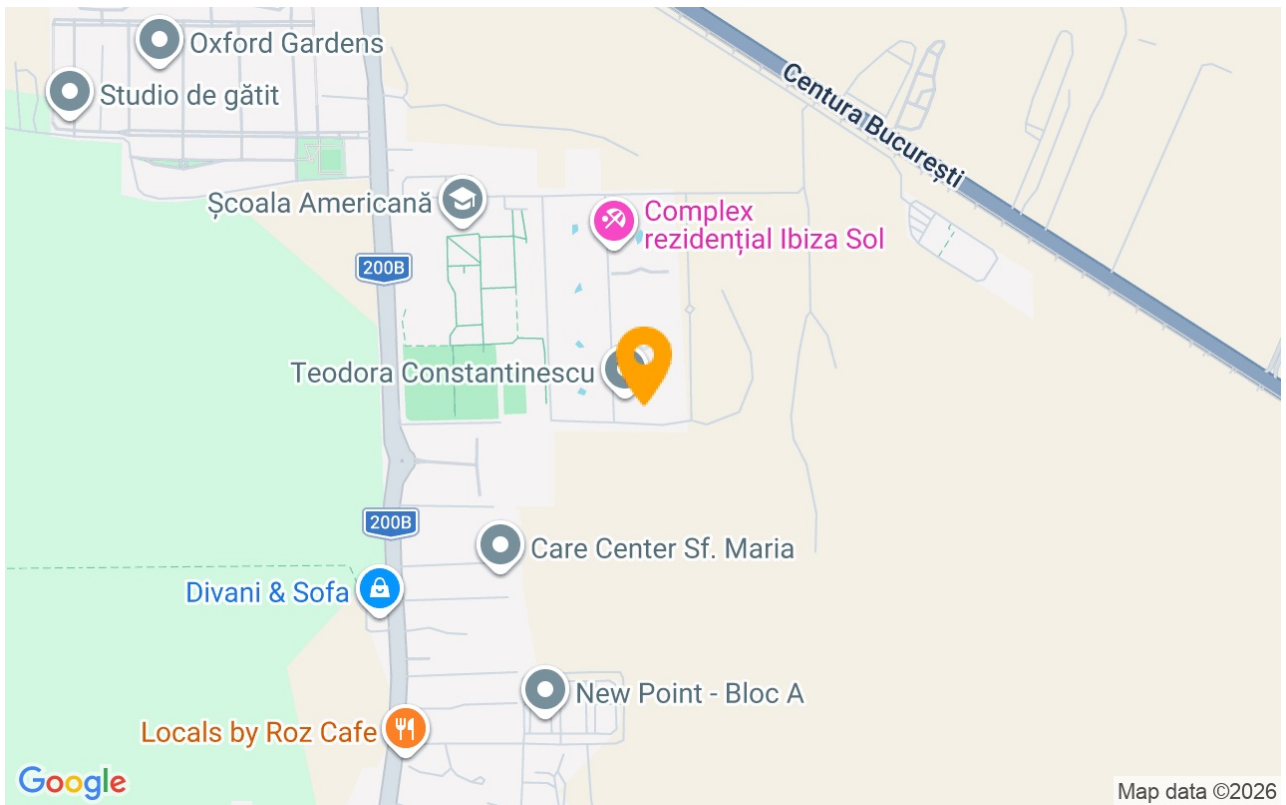 Oxford Gardens
Studio de gătit
Centura București
Școala Americană
Complex
rezidențial Ibiza Sol
200B
Teodora Constantinescu
200B
Care Center Sf. Maria
Divani & Sofa
New Point - Bloc A
Locals by Roz Cafe
Google
Map data ©2026